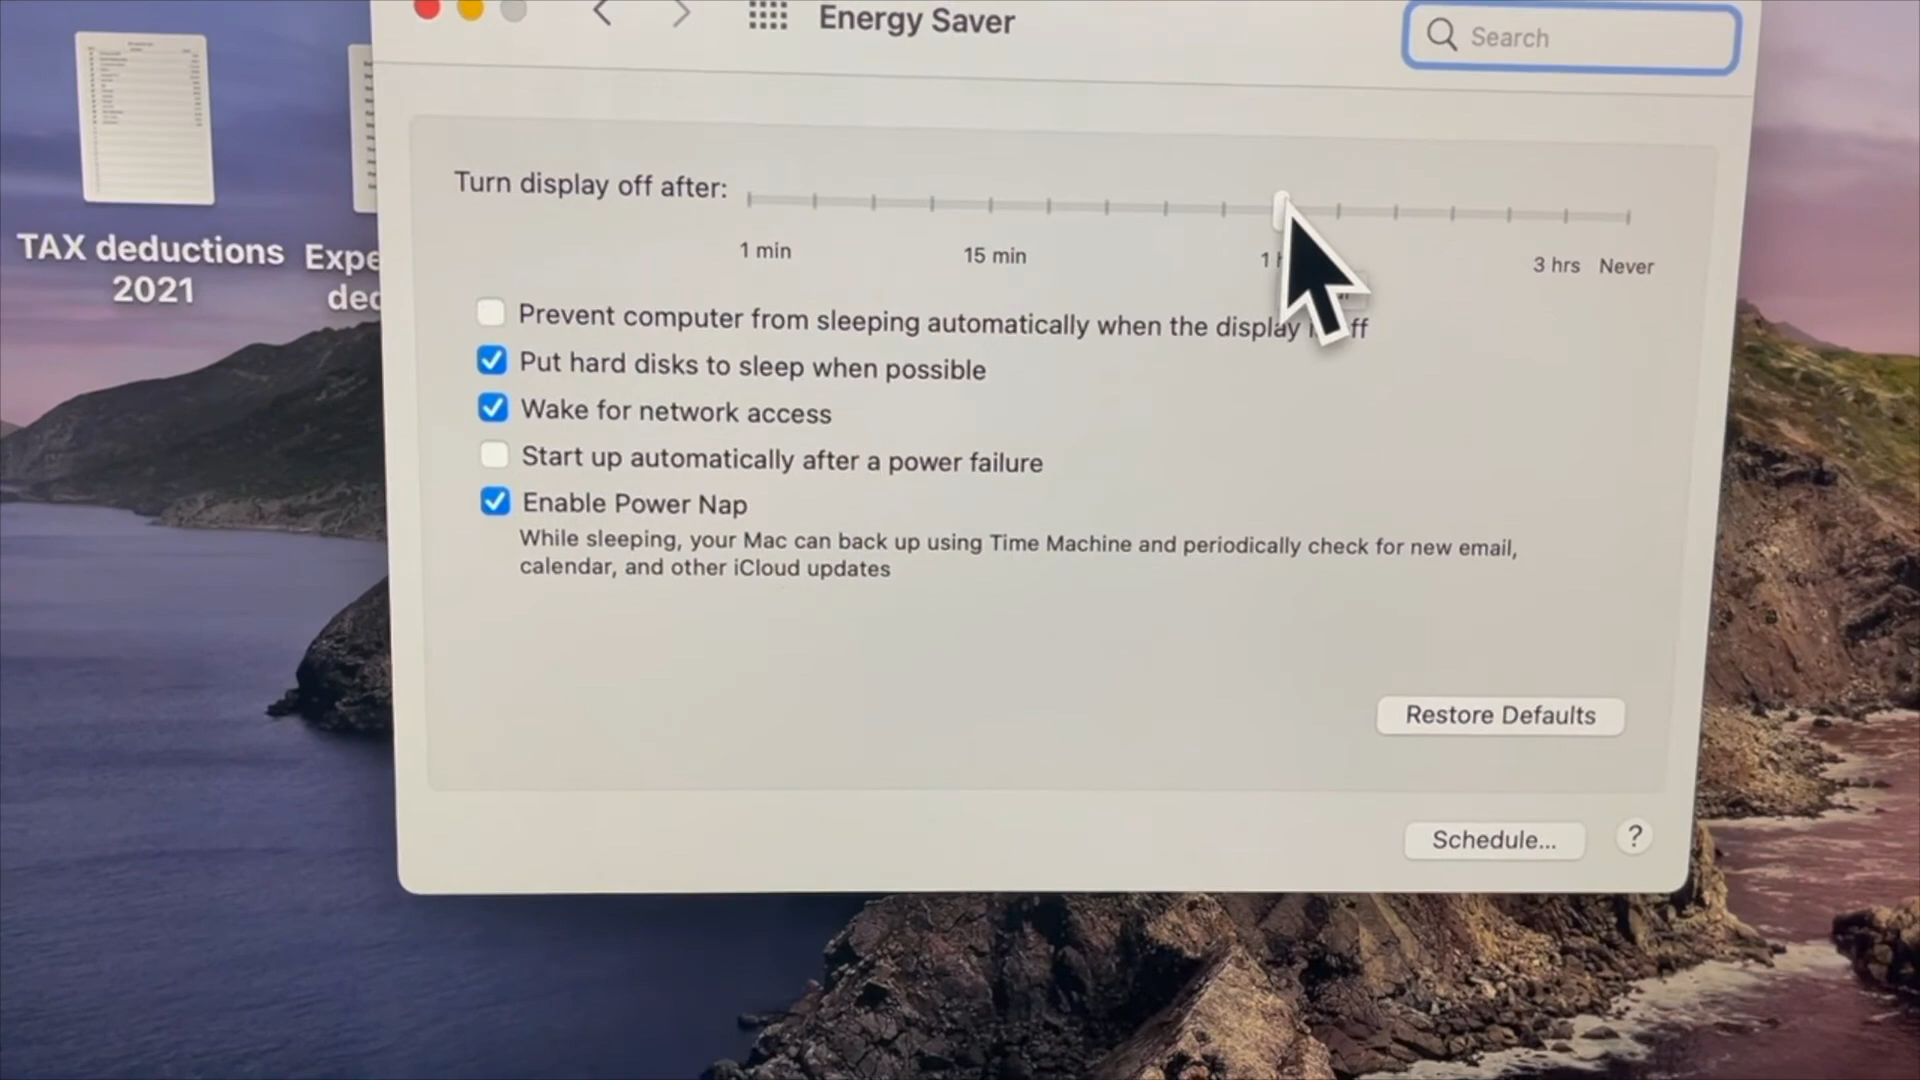 Energy Saver
Search
Turn display off after:
1 min
15 min
1
3 hrs
Never
Prevent computer from sleeping automatically when the display
Put hard disks to sleep when possible
Wake for network access
Start up automatically after a power failure
Enable Power Nap
While sleeping, your Mac can back up using Time Machine and periodically check for new email,
calendar, and other iCloud updates
Restore Defaults
Schedule...
?
TAX deductions
2021